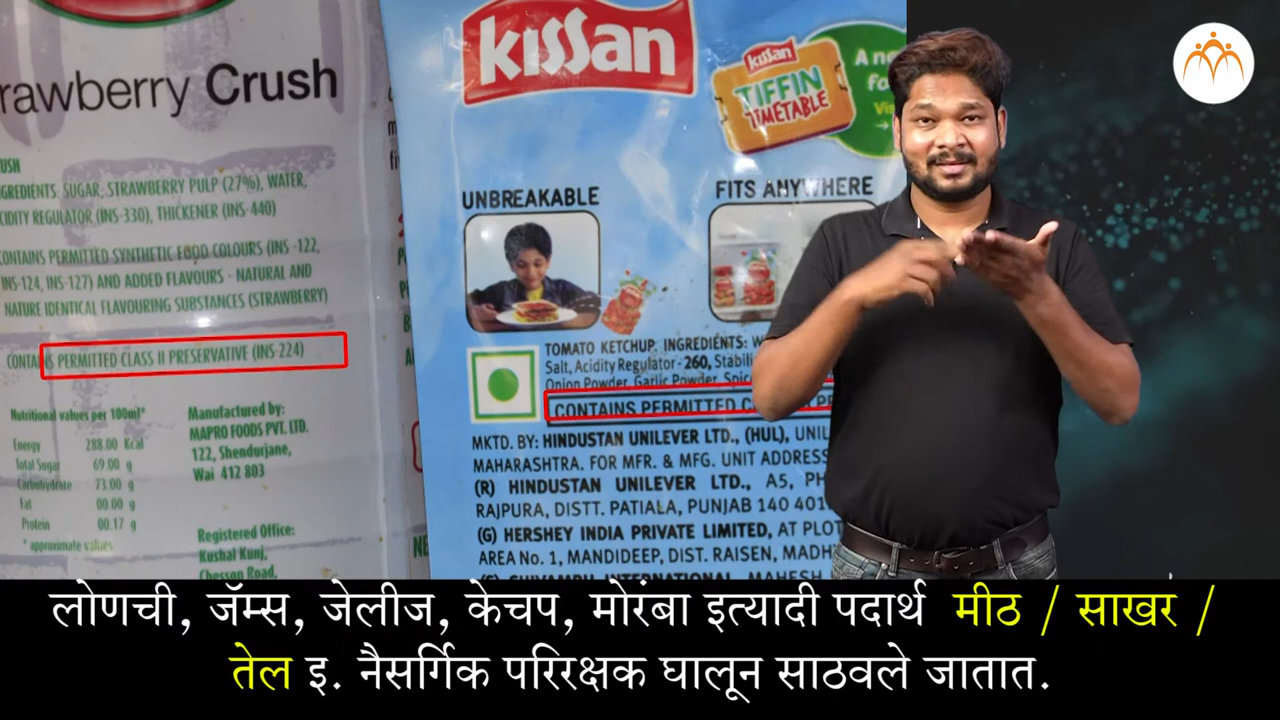 rawberry Crush
USH
GREDIENTS: SUGAR, STRAWBERRY PULP (27%), WATER,
CIDITY REGULATOR (INS-330), THICKENER (INS-440)
CONTAINS PERMITTED SYNTHETIC FOOD COLOURS (INS -122,
INS-124, INS-127) AND ADDED FLAVOURS - NATURAL AND
NATURE IDENTICAL FLAVOURING SUBSTANCES (STRAWBERRY)
CONTAINS PERMITTED CLASS II PRESERVATIVE (INS-224)
Nutritional values per 100ml*
Energy 288.00 Kcal
Total Sugar 69.00 g
Carbohydrate 73.00 g
Fat 00.00 g
Protein 00.17 g
* approximate values.
Manufactured by:
MAPRO FOODS PVT. LTD.
122, Shendurjane,
Wai 412 803
Registered Office:
Kushal Kunj,
Chesson Road,
kissan
kissan
TIFFIN
TIMETABLE
A ne
fo
Vis
UNBREAKABLE
FITS ANYWHERE
TOMATO KETCHUP. INGREDIENTS: W
Salt, Acidity Regulator - 260, Stabili
Onion Powder, Garlic Powder, Spic
CONTAINS PERMITTED
MKTD. BY: HINDUSTAN UNILEVER LTD., (HUL), UNIL
MAHARASHTRA. FOR MFR. & MFG. UNIT ADDRESS
(R) HINDUSTAN UNILEVER LTD., A5, PH
RAJPURA, DISTT. PATIALA, PUNJAB 140 401
(G) HERSHEY INDIA PRIVATE LIMITED, AT PLOT
AREA No. 1, MANDIDEEP, DIST. RAISEN, MADH
लोणची, जॅम्स, जेलीज, केचप, मोरंबा इत्यादी पदार्थ मीठ / साखर /
तेल इ. नैसर्गिक परिरक्षक घालून साठवले जातात.